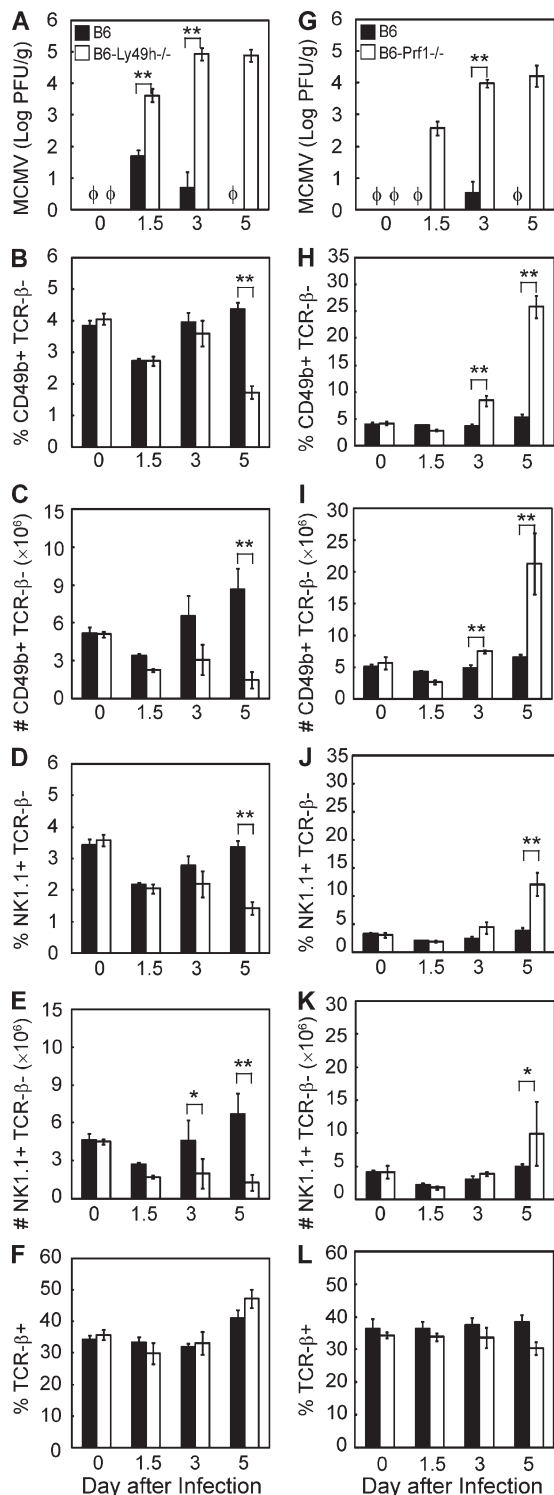 A
B6
B6-Ly49h-/-
MCMV (Log PFU/g)
6
5
4
3
2
1
0
**
**
ϕ ϕ ϕ
0 1.5 3 5
B
% CD49b+ TCR-β-
6
5
4
3
2
1
0
**
0 1.5 3 5
C
# CD49b+ TCR-β- (×10⁶)
15
10
9
6
3
0
**
0 1.5 3 5
D
% NK1.1+ TCR-β-
6
5
4
3
2
1
0
**
0 1.5 3 5
E
# NK1.1+ TCR-β- (×10⁶)
15
10
9
6
3
0
*
**
0 1.5 3 5
F
% TCR-β+
60
50
40
30
20
10
0
0 1.5 3 5
Day after Infection
G
B6
B6-Prf1-/-
MCMV (Log PFU/g)
6
5
4
3
2
1
0
**
ϕ ϕ ϕ ϕ
0 1.5 3 5
H
% CD49b+ TCR-β-
35
25
20
15
10
5
0
**
**
0 1.5 3 5
I
# CD49b+ TCR-β- (×10⁶)
30
25
20
15
10
5
0
**
**
0 1.5 3 5
J
% NK1.1+ TCR-β-
35
25
20
15
10
5
0
**
0 1.5 3 5
K
# NK1.1+ TCR-β- (×10⁶)
30
25
20
15
10
5
0
*
0 1.5 3 5
L
% TCR-β+
60
50
40
30
20
10
0
0 1.5 3 5
Day after Infection